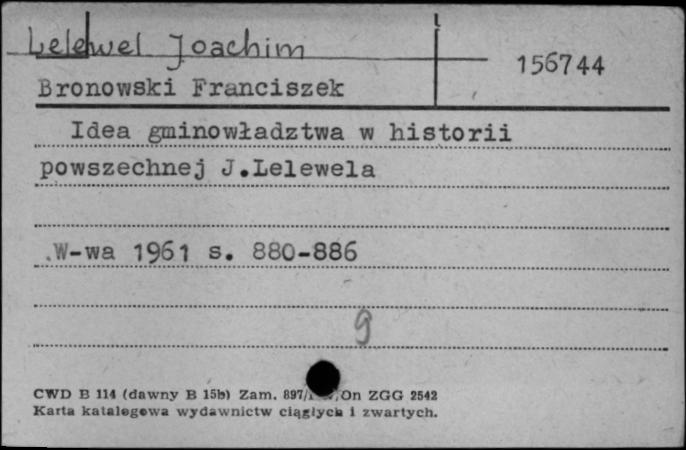 Lelewel Joachim
156744
Bronowski Franciszek
Idea gminowładztwa w historii
powszechnej J.Lelewela
W-wa 1961 s. 880-886
g
CWD B 114 (dawny B 15b) Zam. On ZGG 2542
Karta katalogowa wydawnictw ciągłych i zwartych.